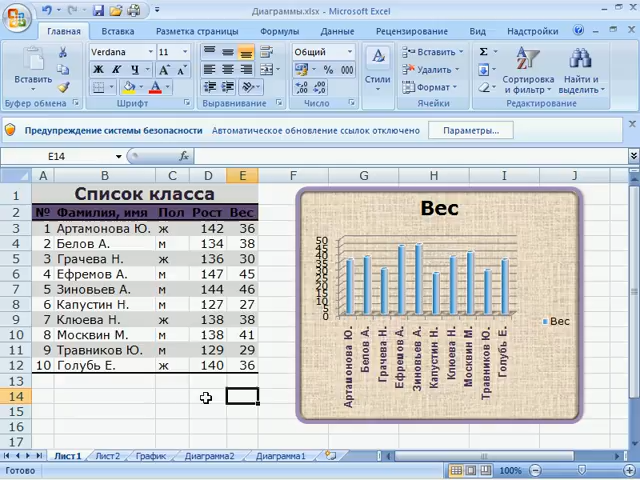 Диаграммы.xlsx - Microsoft Excel
Главная Вставка Разметка страницы Формулы Данные Рецензирование Вид Надстройки
Вставить
Verdana 11
Ж К Ч
Общий
% 000
Стили
Вставить
Удалить
Формат
Σ
Сортировка и фильтр
Найти и выделить
Буфер обмена Шрифт Выравнивание Число Ячейки Редактирование
Предупреждение системы безопасности Автоматическое обновление ссылок отключено Параметры...
E14 fx
A B C D E F G H I J
1 Список класса
2 № Фамилия, имя Пол Рост Вес
3 1 Артамонова Ю. ж 142 36
4 2 Белов А. м 134 38
5 3 Грачева Н. ж 136 30
6 4 Ефремов А. м 147 45
7 5 Зиновьев А. м 144 46
8 6 Капустин Н. м 127 27
9 7 Клюева Н. ж 138 38
10 8 Москвин М. м 138 41
11 9 Травников Ю. м 129 29
12 10 Голубь Е. ж 140 36
13
14
15
16
17
Вес
50
45
40
35
30
25
20
15
10
5
0
Артамонова Ю.
Белов А.
Грачева Н.
Ефремов А.
Зиновьев А.
Капустин Н.
Клюева Н.
Москвин М.
Травников Ю.
Голубь Е.
Вес
Лист1 Лист2 График Диаграмма2 Диаграмма1
Готово 100%